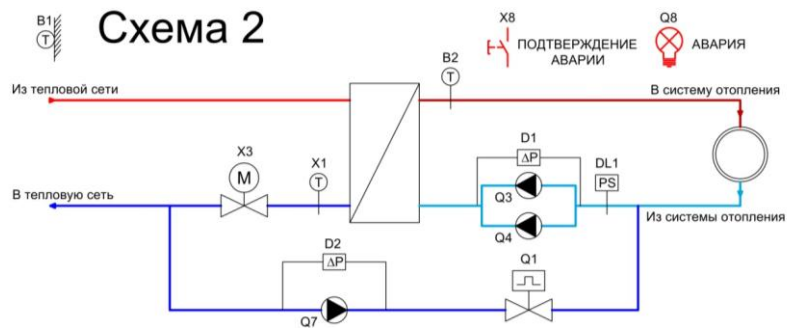 B1
T
Схема 2
X8
ПОДТВЕРЖДЕНИЕ
АВАРИИ
Q8
АВАРИЯ
B2
T
Из тепловой сети
В систему отопления
X3
M
X1
T
D1
ΔP
DL1
PS
Q3
Q4
В тепловую сеть
Из системы отопления
D2
ΔP
Q1
Q7